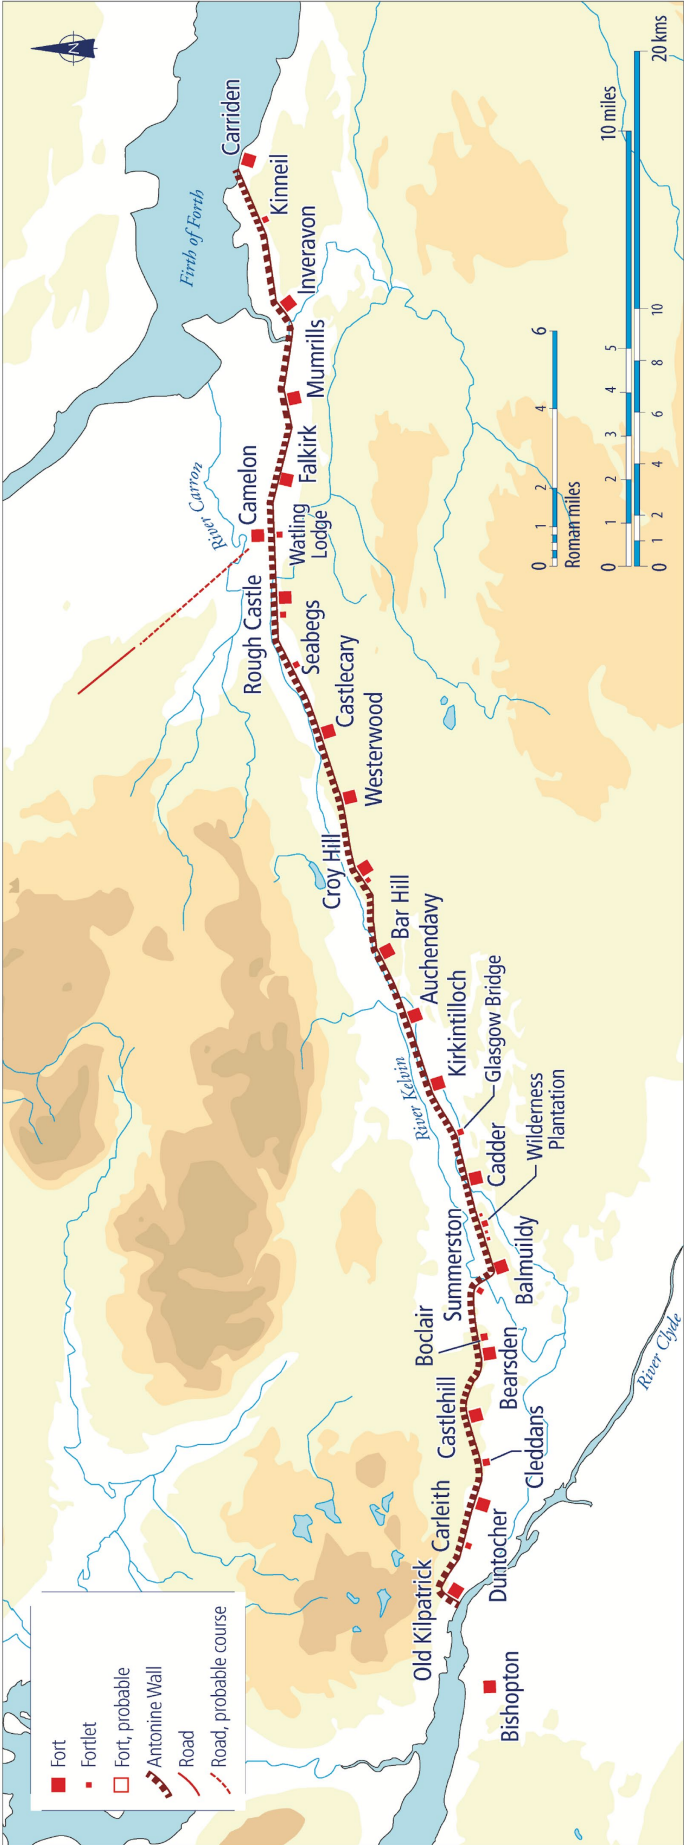 N
Fort
Fortlet
Fort, probable
Antonine Wall
Road
Road, probable course
Firth of Forth
River Carron
River Kelvin
River Clyde
Bishopton
Old Kilpatrick
Duntocher
Carleith
Cleddans
Castlehill
Bearsden
Boclair
Summerston
Balmuildy
Wilderness
Plantation
Cadder
Glasgow Bridge
Kirkintilloch
Auchendavy
Bar Hill
Croy Hill
Westerwood
Castlecary
Seabegs
Rough Castle
Watling
Lodge
Camelon
Falkirk
Mumrills
Inveravon
Kinneil
Carriden
0 1 2 4 6
Roman miles
0 1 2 3 4 5 10 miles
0 1 2 4 6 8 10 20 kms